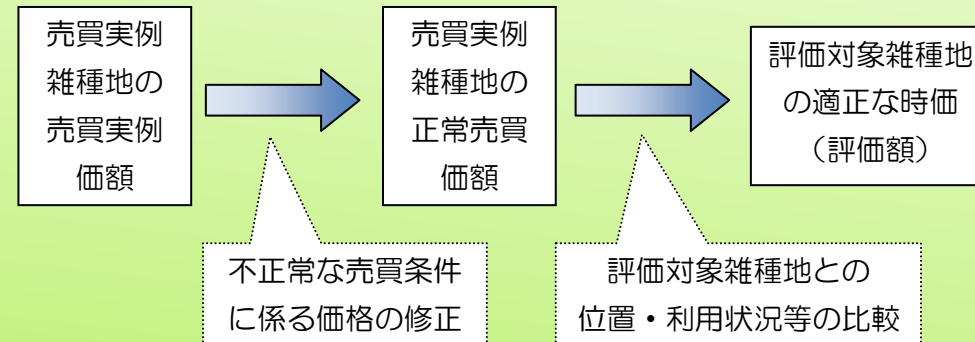 売買実例
雑種地の
売買実例
価額
売買実例
雑種地の
正常売買
価額
評価対象雑種地
の適正な時価
（評価額）
不正常な売買条件
に係る価格の修正
評価対象雑種地との
位置・利用状況等の比較